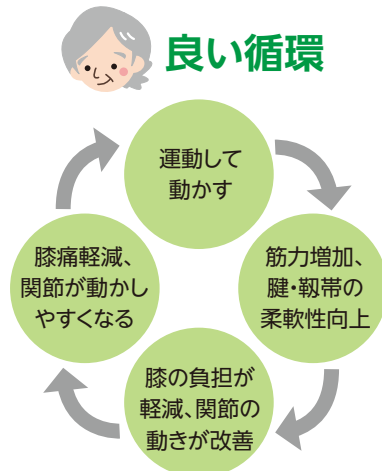 良い循環
運動して
動かす
筋力増加、
腱・靱帯の
柔軟性向上
膝の負担が
軽減、関節の
動きが改善
膝痛軽減、
関節が動かし
やすくなる